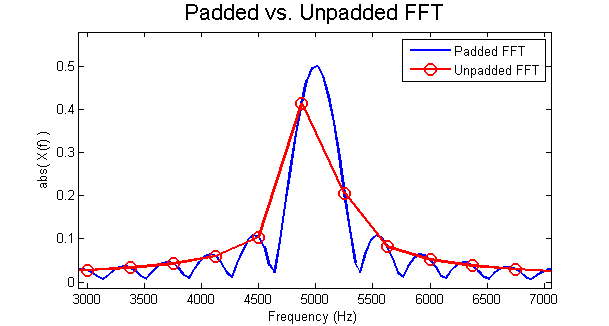 Padded vs. Unpadded FFT
Padded FFT
Unpadded FFT
abs( X(f) )
0.5
0.4
0.3
0.2
0.1
0
3000 3500 4000 4500 5000 5500 6000 6500 7000
Frequency (Hz)